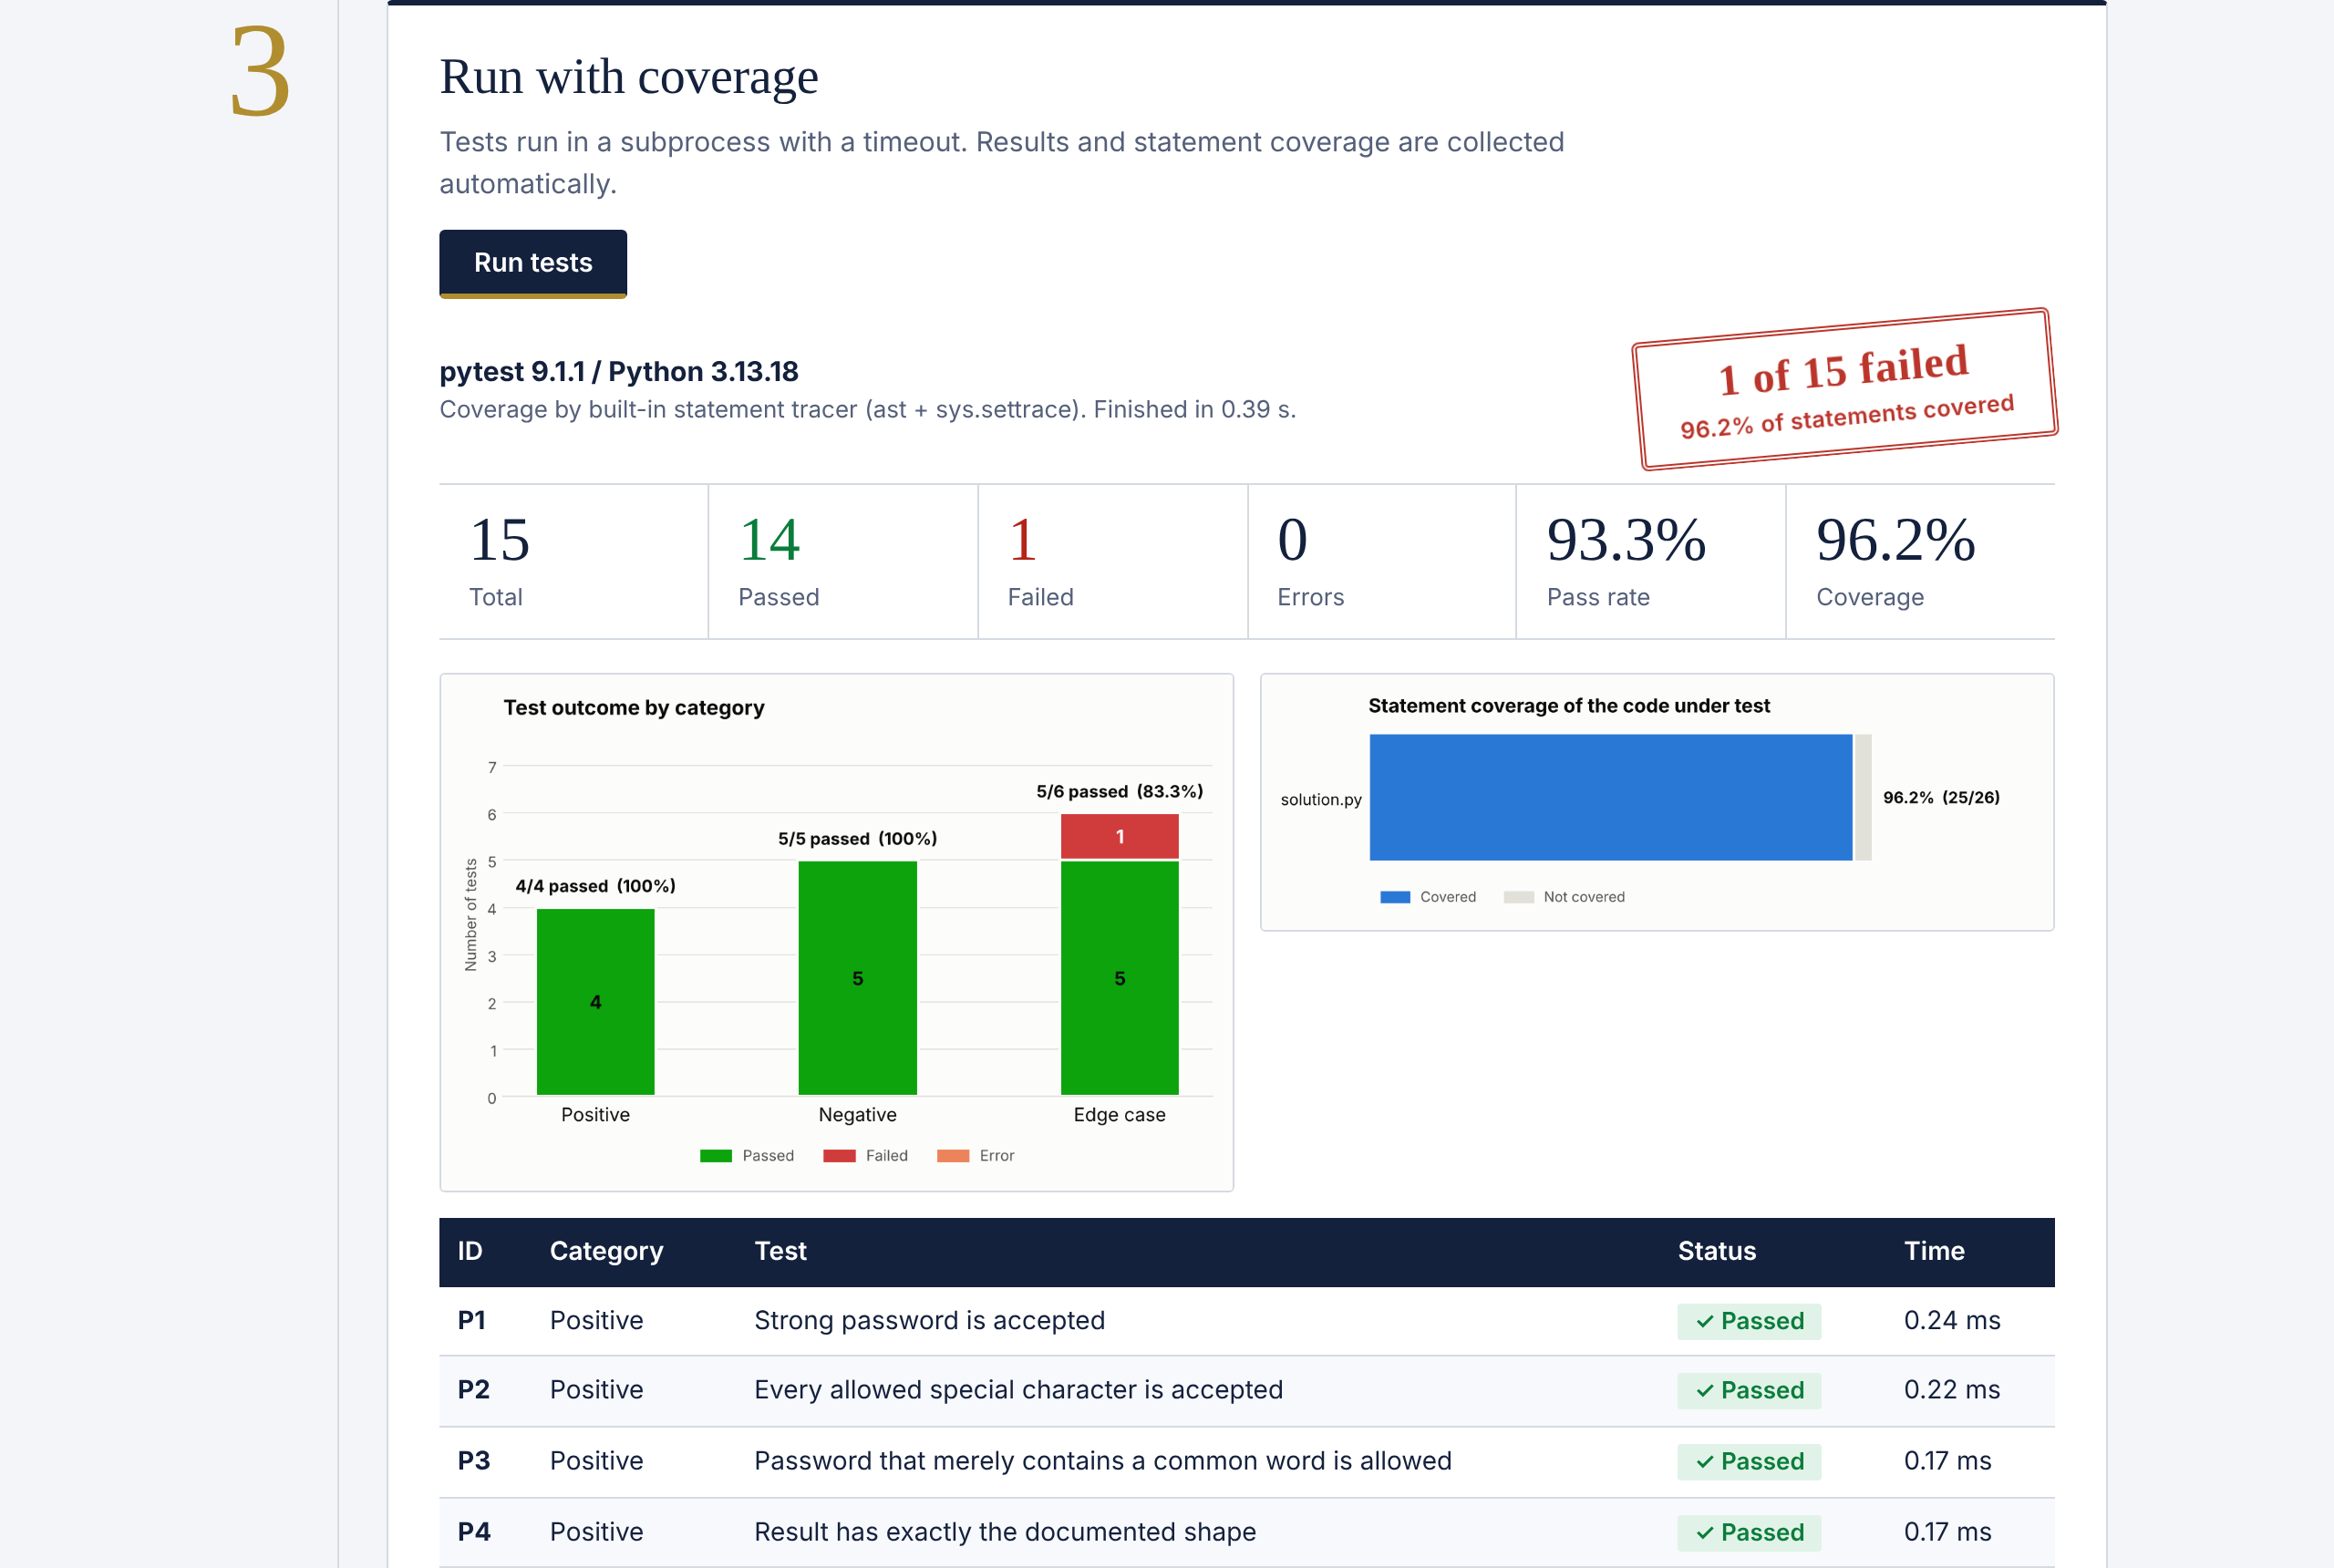 3
Run with coverage
Tests run in a subprocess with a timeout. Results and statement coverage are collected
automatically.
Run tests
pytest 9.1.1 / Python 3.13.18
Coverage by built-in statement tracer (ast + sys.settrace). Finished in 0.39 s.
1 of 15 failed
96.2% of statements covered
15
Total
14
Passed
1
Failed
0
Errors
93.3%
Pass rate
96.2%
Coverage
Test outcome by category
Number of tests
7
6
5
4
3
2
1
0
4/4 passed (100%)
5/5 passed (100%)
5/6 passed (83.3%)
4
5
1
5
Positive
Negative
Edge case
Passed
Failed
Error
Statement coverage of the code under test
solution.py
96.2% (25/26)
Covered
Not covered
ID Category Test Status Time
P1 Positive Strong password is accepted ✓ Passed 0.24 ms
P2 Positive Every allowed special character is accepted ✓ Passed 0.22 ms
P3 Positive Password that merely contains a common word is allowed ✓ Passed 0.17 ms
P4 Positive Result has exactly the documented shape ✓ Passed 0.17 ms